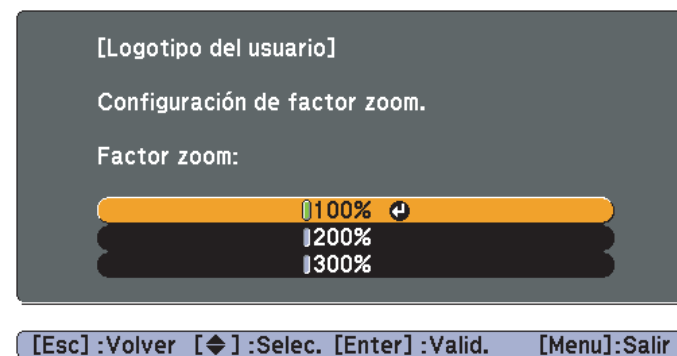 [Logotipo del usuario]
Configuración de factor zoom.
Factor zoom:
100%
200%
300%
[Esc] :Volver [◆] :Selec. [Enter] :Valid. [Menu]:Salir